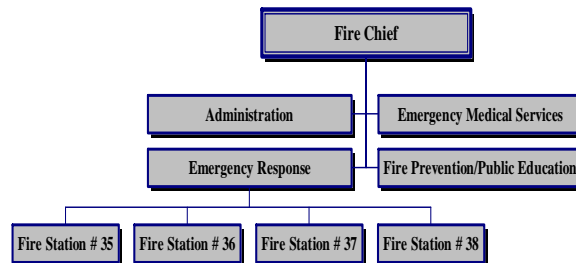 Fire Chief
Administration
Emergency Medical Services
Emergency Response
Fire Prevention/Public Education
Fire Station # 35
Fire Station # 36
Fire Station # 37
Fire Station # 38